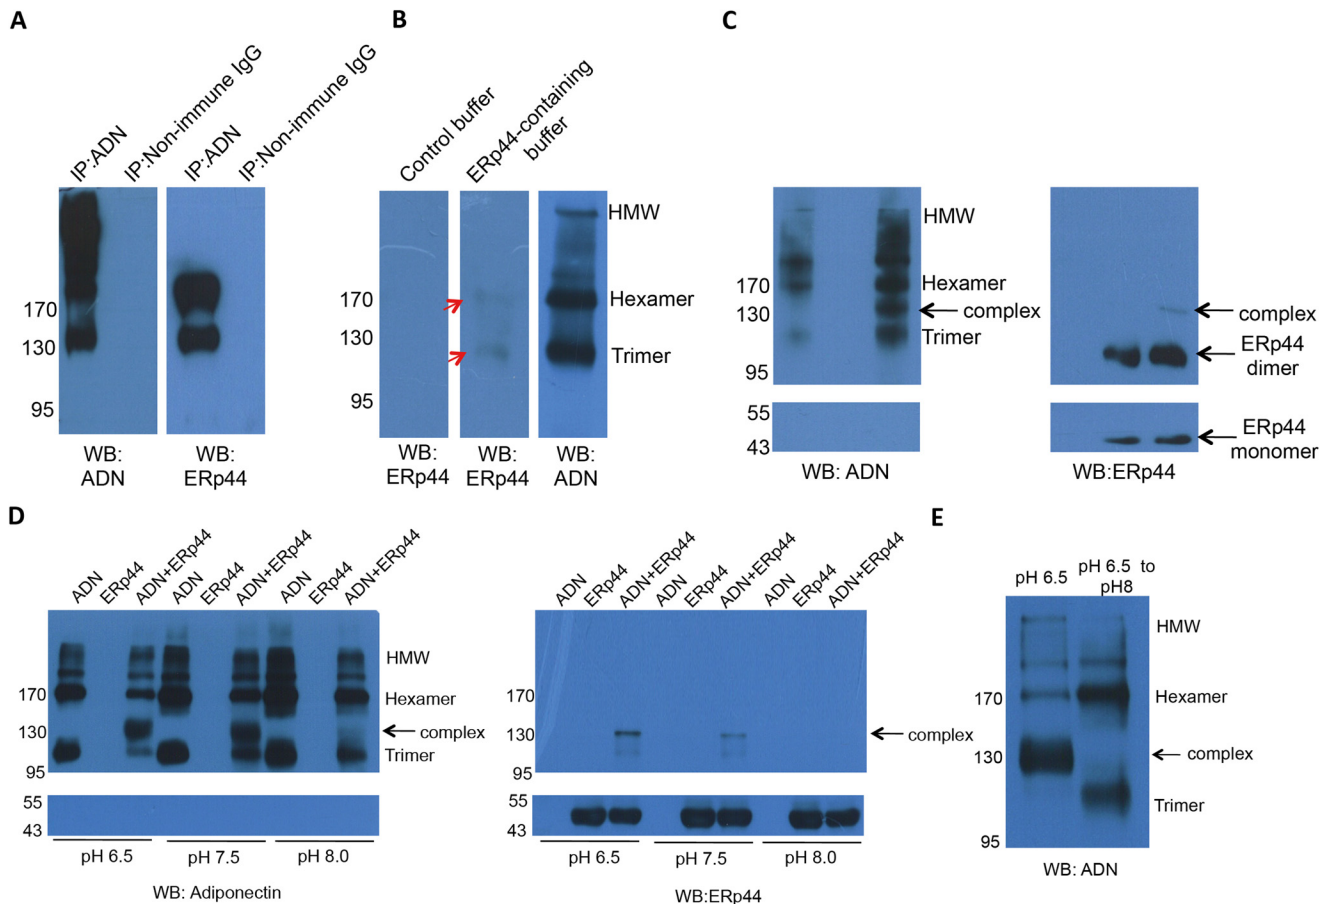 A
IP:ADN
IP:Non-immune IgG
IP:ADN
IP:Non-immune IgG
170
130
95
WB:
ADN
WB:
ERp44
B
Control buffer
ERp44-containing
buffer
HMW
170
Hexamer
130
Trimer
95
WB:
ERp44
WB:
ERp44
WB:
ADN
C
HMW
170
Hexamer
130
complex
Trimer
95
55
43
WB: ADN
complex
ERp44
dimer
ERp44
monomer
WB:ERp44
D
ADN
ERp44
ADN+ERp44
ADN
ERp44
ADN+ERp44
ADN
ERp44
ADN+ERp44
HMW
170
Hexamer
130
complex
Trimer
95
55
43
pH 6.5
pH 7.5
pH 8.0
WB: Adiponectin
ADN
ERp44
ADN+ERp44
ADN
ERp44
ADN+ERp44
ADN
ERp44
ADN+ERp44
170
130
complex
95
55
43
pH 6.5
pH 7.5
pH 8.0
WB:ERp44
E
pH 6.5
pH 6.5 to
pH8
HMW
170
Hexamer
130
complex
Trimer
95
WB: ADN